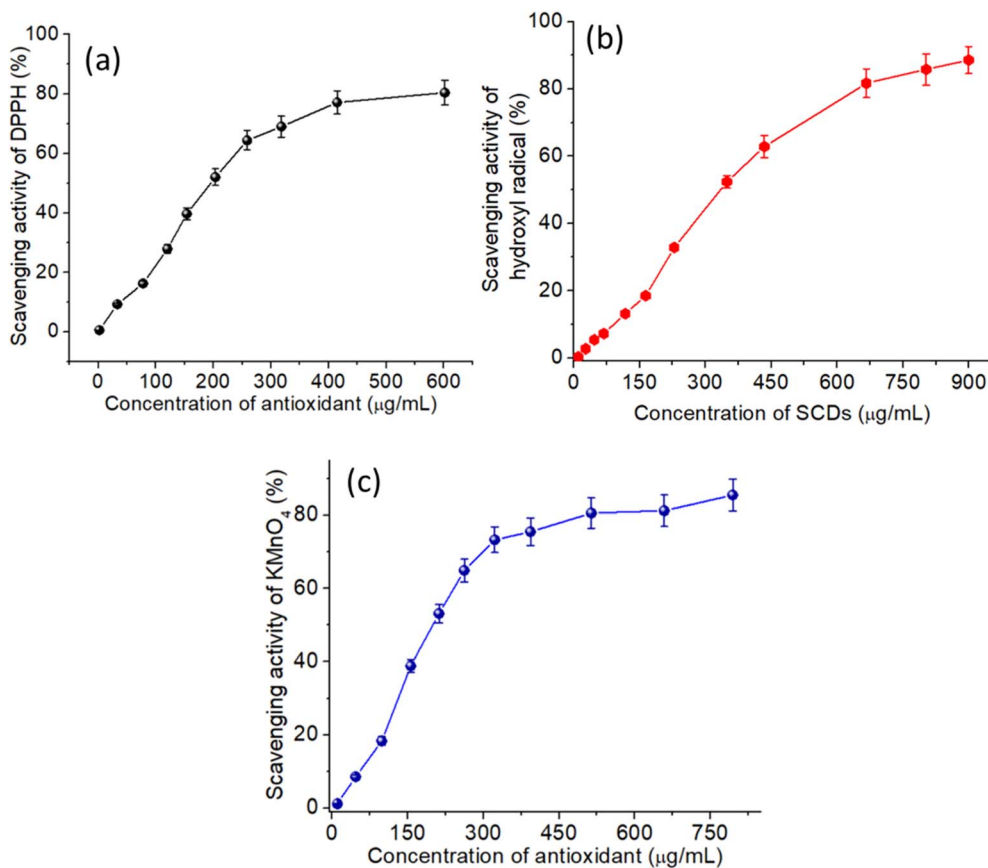 (a)
Scavenging activity of DPPH (%)
100
80
60
40
20
0
0 100 200 300 400 500 600
Concentration of antioxidant (μg/mL)
(b)
Scavenging activity of
hydroxyl radical (%)
100
80
60
40
20
0
0 150 300 450 600 750 900
Concentration of SCDs (μg/mL)
(c)
Scavenging activity of KMnO₄ (%)
80
60
40
20
0
0 150 300 450 600 750
Concentration of antioxidant (μg/mL)